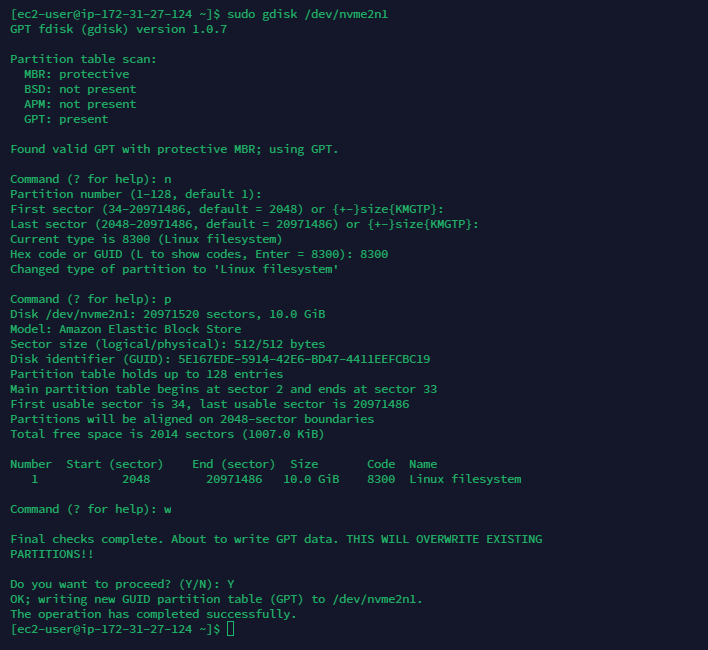 [ec2-user@ip-172-31-27-124 ~]$ sudo gdisk /dev/nvme2n1
GPT fdisk (gdisk) version 1.0.7
Partition table scan:
MBR: protective
BSD: not present
APM: not present
GPT: present
Found valid GPT with protective MBR; using GPT.
Command (? for help): n
Partition number (1-128, default 1):
First sector (34-20971486, default = 2048) or {+-}size{KMGTP}:
Last sector (2048-20971486, default = 20971486) or {+-}size{KMGTP}:
Current type is 8300 (Linux filesystem)
Hex code or GUID (L to show codes, Enter = 8300): 8300
Changed type of partition to 'Linux filesystem'
Command (? for help): p
Disk /dev/nvme2n1: 20971520 sectors, 10.0 GiB
Model: Amazon Elastic Block Store
Sector size (logical/physical): 512/512 bytes
Disk identifier (GUID): 5E167EDE-5914-42E6-BD47-4411EEFCBC19
Partition table holds up to 128 entries
Main partition table begins at sector 2 and ends at sector 33
First usable sector is 34, last usable sector is 20971486
Partitions will be aligned on 2048-sector boundaries
Total free space is 2014 sectors (1007.0 KiB)
Number  Start (sector)    End (sector)  Size       Code  Name
1            2048        20971486   10.0 GiB    8300  Linux filesystem
Command (? for help): w
Final checks complete. About to write GPT data. THIS WILL OVERWRITE EXISTING
PARTITIONS!!
Do you want to proceed? (Y/N): Y
OK; writing new GUID partition table (GPT) to /dev/nvme2n1.
The operation has completed successfully.
[ec2-user@ip-172-31-27-124 ~]$